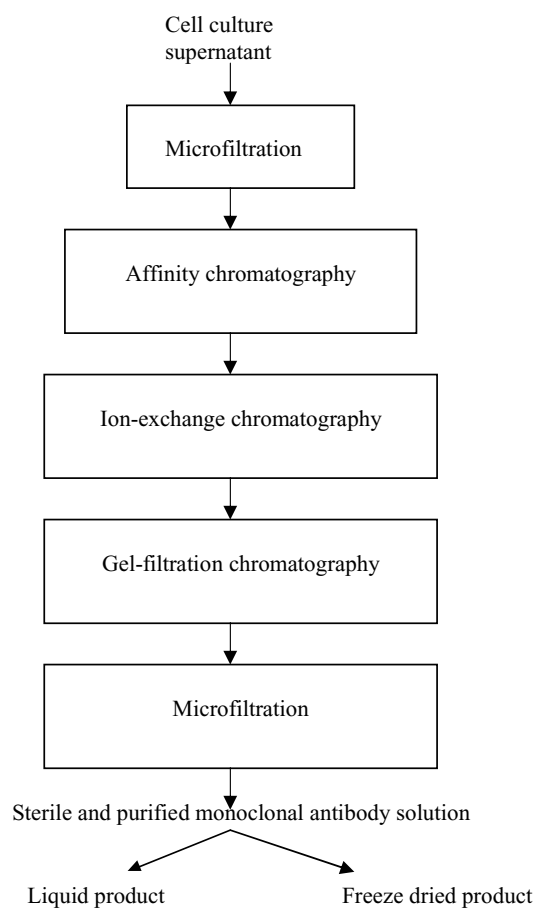 Cell culture
supernatant
Microfiltration
Affinity chromatography
Ion-exchange chromatography
Gel-filtration chromatography
Microfiltration
Sterile and purified monoclonal antibody solution
Liquid product
Freeze dried product